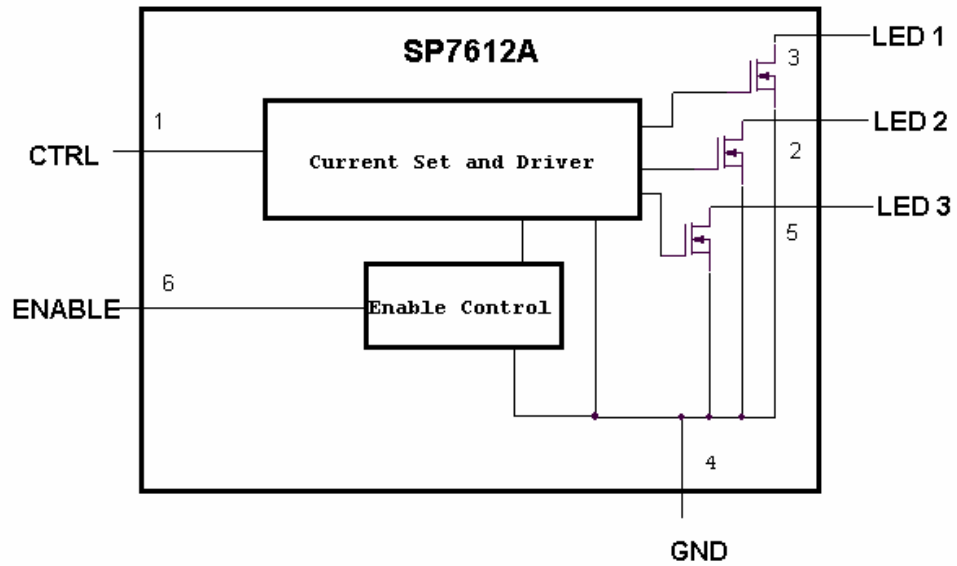 SP7612A
LED 1
3
1
LED 2
CTRL
Current Set and Driver
2
LED 3
5
6
ENABLE
Enable Control
4
GND